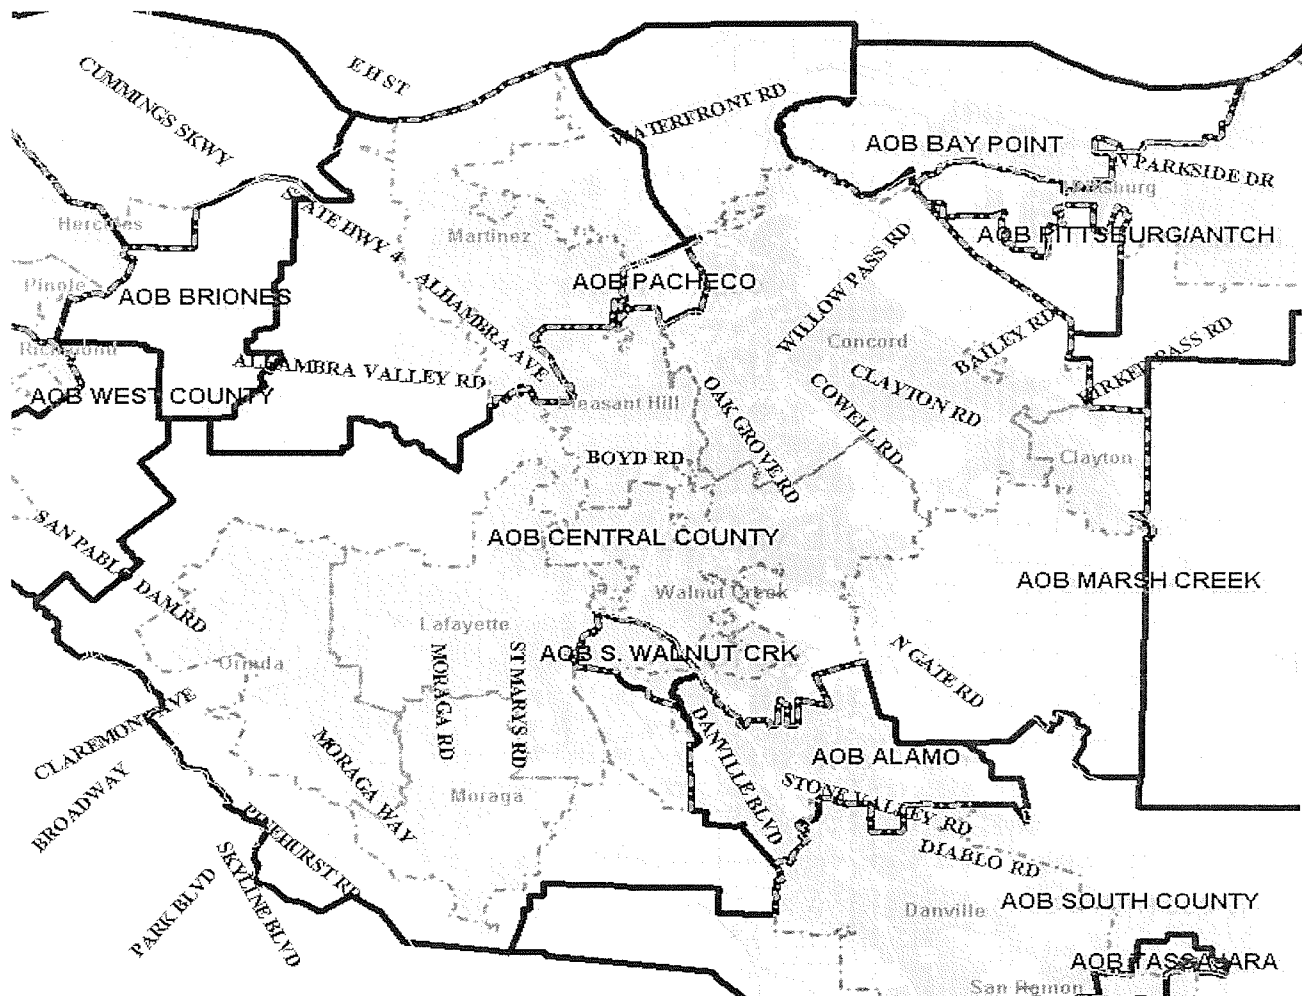 CUMMINGS SKWY
E H ST
WATERFRONT RD
AOB BAY POINT
N PARKSIDE DR
Hercules
STATE HWY 4
Martinez
AOB PITTSBURG/ANTCH
Pinole
AOB BRIONES
ALHAMBRA AVE
AOB PACHECO
WILLOW PASS RD
Concord
BAILEY RD
Richmond
ALHAMBRA VALLEY RD
AOB WEST COUNTY
Pleasant Hill
OAK GROVE RD
COWELL RD
CLAYTON RD
BOYD RD
Clayton
SAN PABLO DAM RD
AOB CENTRAL COUNTY
AOB MARSH CREEK
Walnut Creek
Lafayette
AOB S. WALNUT CRK
Orinda
MORAGA RD
ST MARYS RD
N GATE RD
CLAREMONT AVE
BROADWAY
MORAGA WAY
Moraga
DANVILLE BLVD
AOB ALAMO
STONE VALLEY RD
DIABLO RD
PINEHURST RD
SKYLINE BLVD
PARK BLVD
AOB SOUTH COUNTY
Danville
AOB TASSAJARA
San Ramon